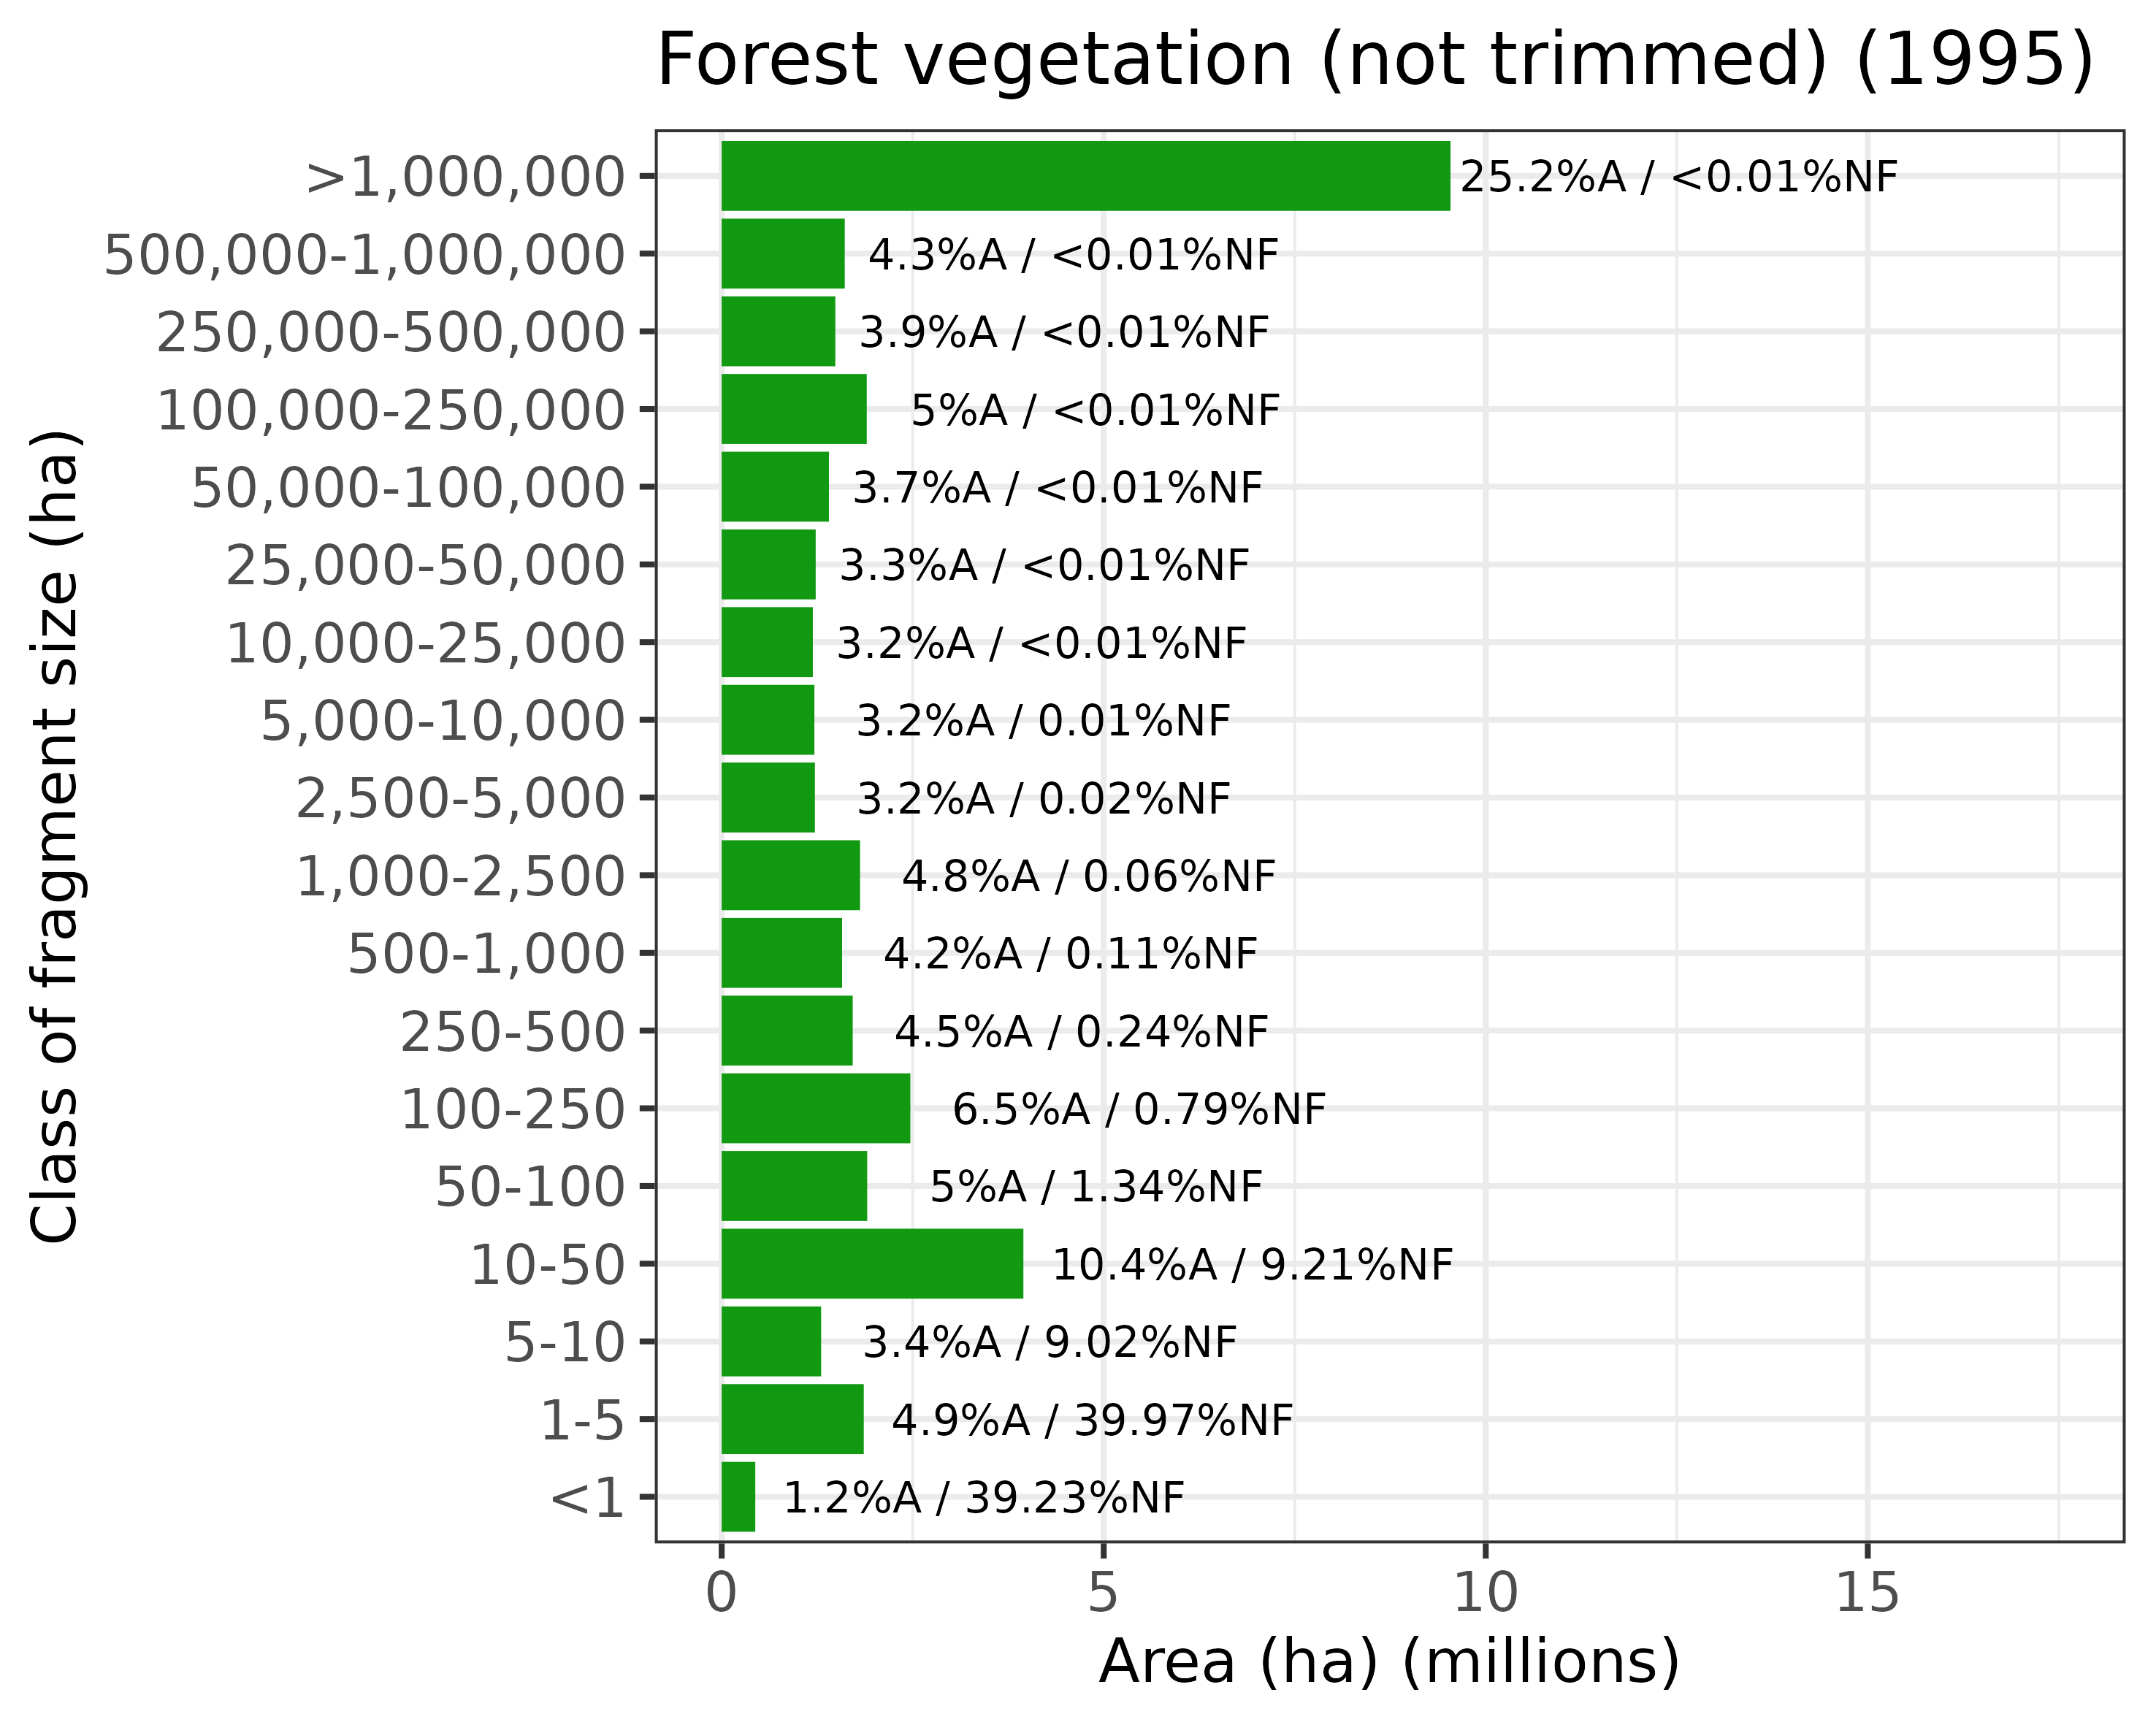 Forest vegetation (not trimmed) (1995)
Class of fragment size (ha)
>1,000,000 25.2%A / <0.01%NF
500,000-1,000,000 4.3%A / <0.01%NF
250,000-500,000 3.9%A / <0.01%NF
100,000-250,000 5%A / <0.01%NF
50,000-100,000 3.7%A / <0.01%NF
25,000-50,000 3.3%A / <0.01%NF
10,000-25,000 3.2%A / <0.01%NF
5,000-10,000 3.2%A / 0.01%NF
2,500-5,000 3.2%A / 0.02%NF
1,000-2,500 4.8%A / 0.06%NF
500-1,000 4.2%A / 0.11%NF
250-500 4.5%A / 0.24%NF
100-250 6.5%A / 0.79%NF
50-100 5%A / 1.34%NF
10-50 10.4%A / 9.21%NF
5-10 3.4%A / 9.02%NF
1-5 4.9%A / 39.97%NF
<1 1.2%A / 39.23%NF
0 5 10 15
Area (ha) (millions)